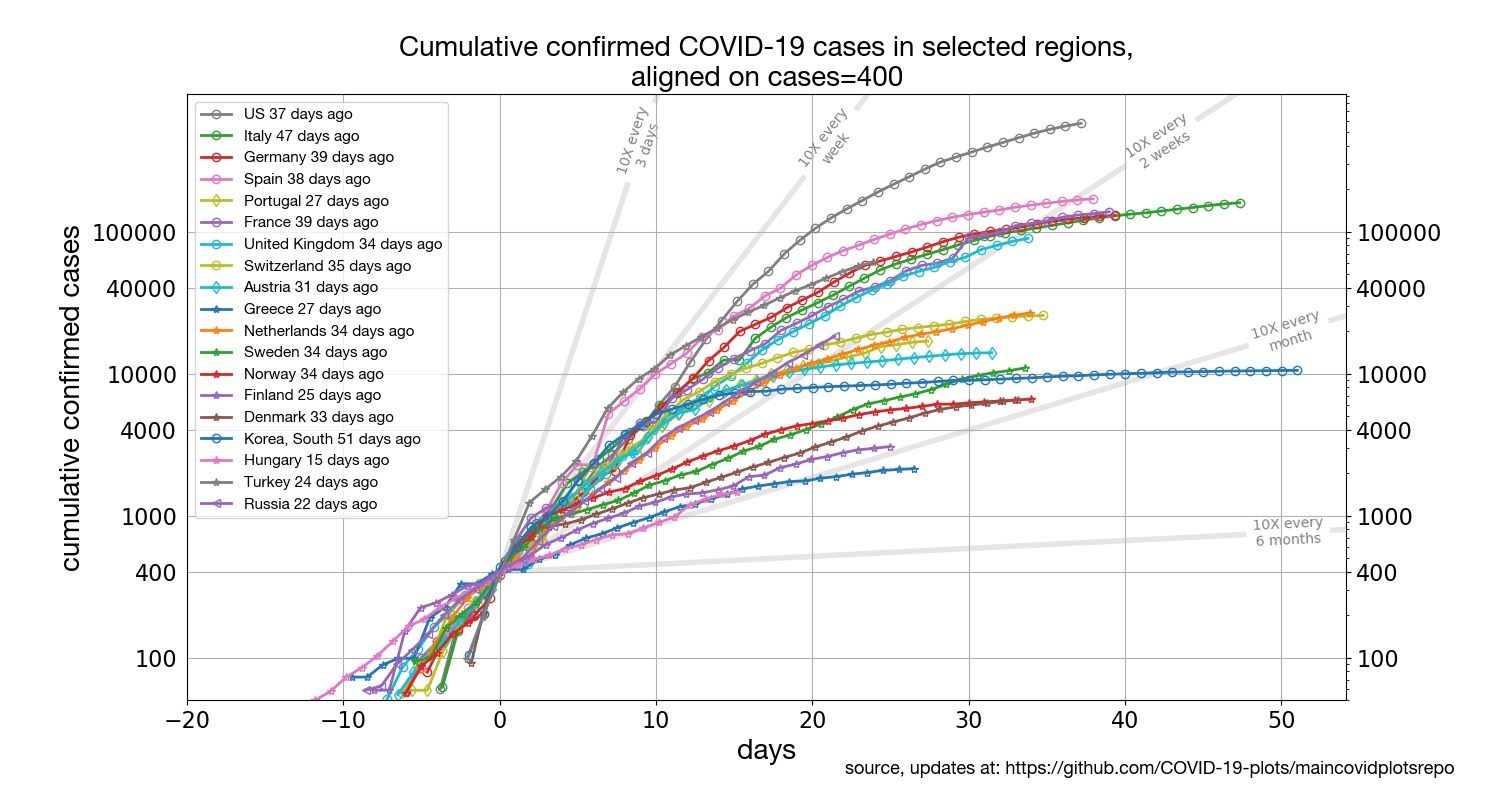 Cumulative confirmed COVID-19 cases in selected regions,
aligned on cases=400
cumulative confirmed cases
100000
40000
10000
4000
1000
400
100
US 37 days ago
Italy 47 days ago
Germany 39 days ago
Spain 38 days ago
Portugal 27 days ago
France 39 days ago
United Kingdom 34 days ago
Switzerland 35 days ago
Austria 31 days ago
Greece 27 days ago
Netherlands 34 days ago
Sweden 34 days ago
Norway 34 days ago
Finland 25 days ago
Denmark 33 days ago
Korea, South 51 days ago
Hungary 15 days ago
Turkey 24 days ago
Russia 22 days ago
10X every
3 days
10X every
week
10X every
2 weeks
10X every
month
10X every
6 months
100000
40000
10000
4000
1000
400
100
−20
−10
0
10
20
30
40
50
days
source, updates at: https://github.com/COVID-19-plots/maincovidplotsrepo